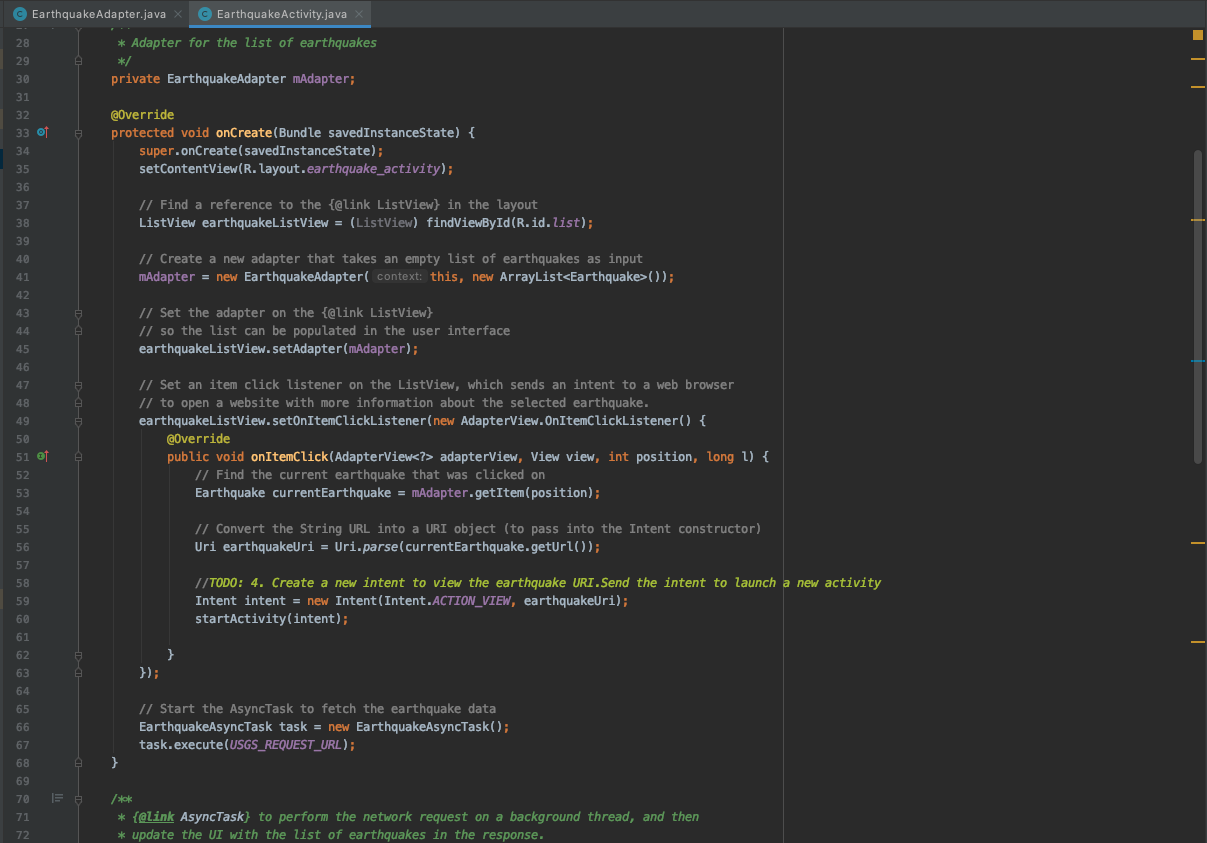 EarthquakeAdapter.java EarthquakeActivity.java
28 * Adapter for the list of earthquakes
29 */
30 private EarthquakeAdapter mAdapter;
31
32 @Override
33 protected void onCreate(Bundle savedInstanceState) {
34 super.onCreate(savedInstanceState);
35 setContentView(R.layout.earthquake_activity);
36
37 // Find a reference to the {@link ListView} in the layout
38 ListView earthquakeListView = (ListView) findViewById(R.id.list);
39
40 // Create a new adapter that takes an empty list of earthquakes as input
41 mAdapter = new EarthquakeAdapter( context: this, new ArrayList<Earthquake>());
42
43 // Set the adapter on the {@link ListView}
44 // so the list can be populated in the user interface
45 earthquakeListView.setAdapter(mAdapter);
46
47 // Set an item click listener on the ListView, which sends an intent to a web browser
48 // to open a website with more information about the selected earthquake.
49 earthquakeListView.setOnItemClickListener(new AdapterView.OnItemClickListener() {
50 @Override
51 public void onItemClick(AdapterView<?> adapterView, View view, int position, long l) {
52 // Find the current earthquake that was clicked on
53 Earthquake currentEarthquake = mAdapter.getItem(position);
54
55 // Convert the String URL into a URI object (to pass into the Intent constructor)
56 Uri earthquakeUri = Uri.parse(currentEarthquake.getUrl());
57
58 //TODO: 4. Create a new intent to view the earthquake URI.Send the intent to launch a new activity
59 Intent intent = new Intent(Intent.ACTION_VIEW, earthquakeUri);
60 startActivity(intent);
61
62 }
63 });
64
65 // Start the AsyncTask to fetch the earthquake data
66 EarthquakeAsyncTask task = new EarthquakeAsyncTask();
67 task.execute(USGS_REQUEST_URL);
68 }
69
70 /**
71 * {@link AsyncTask} to perform the network request on a background thread, and then
72 * update the UI with the list of earthquakes in the response.